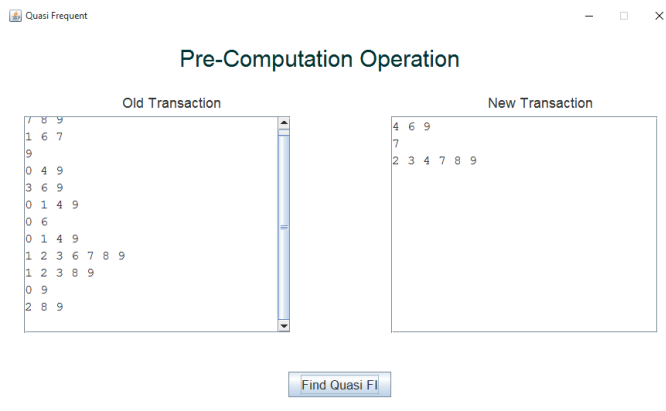 Quasi Frequent
Pre-Computation Operation
Old Transaction
7 8 9
1 6 7
9
0 4 9
3 6 9
0 1 4 9
0 6
0 1 4 9
1 2 3 6 7 8 9
1 2 3 8 9
0 9
2 8 9
New Transaction
4 6 9
7
2 3 4 7 8 9
Find Quasi FI